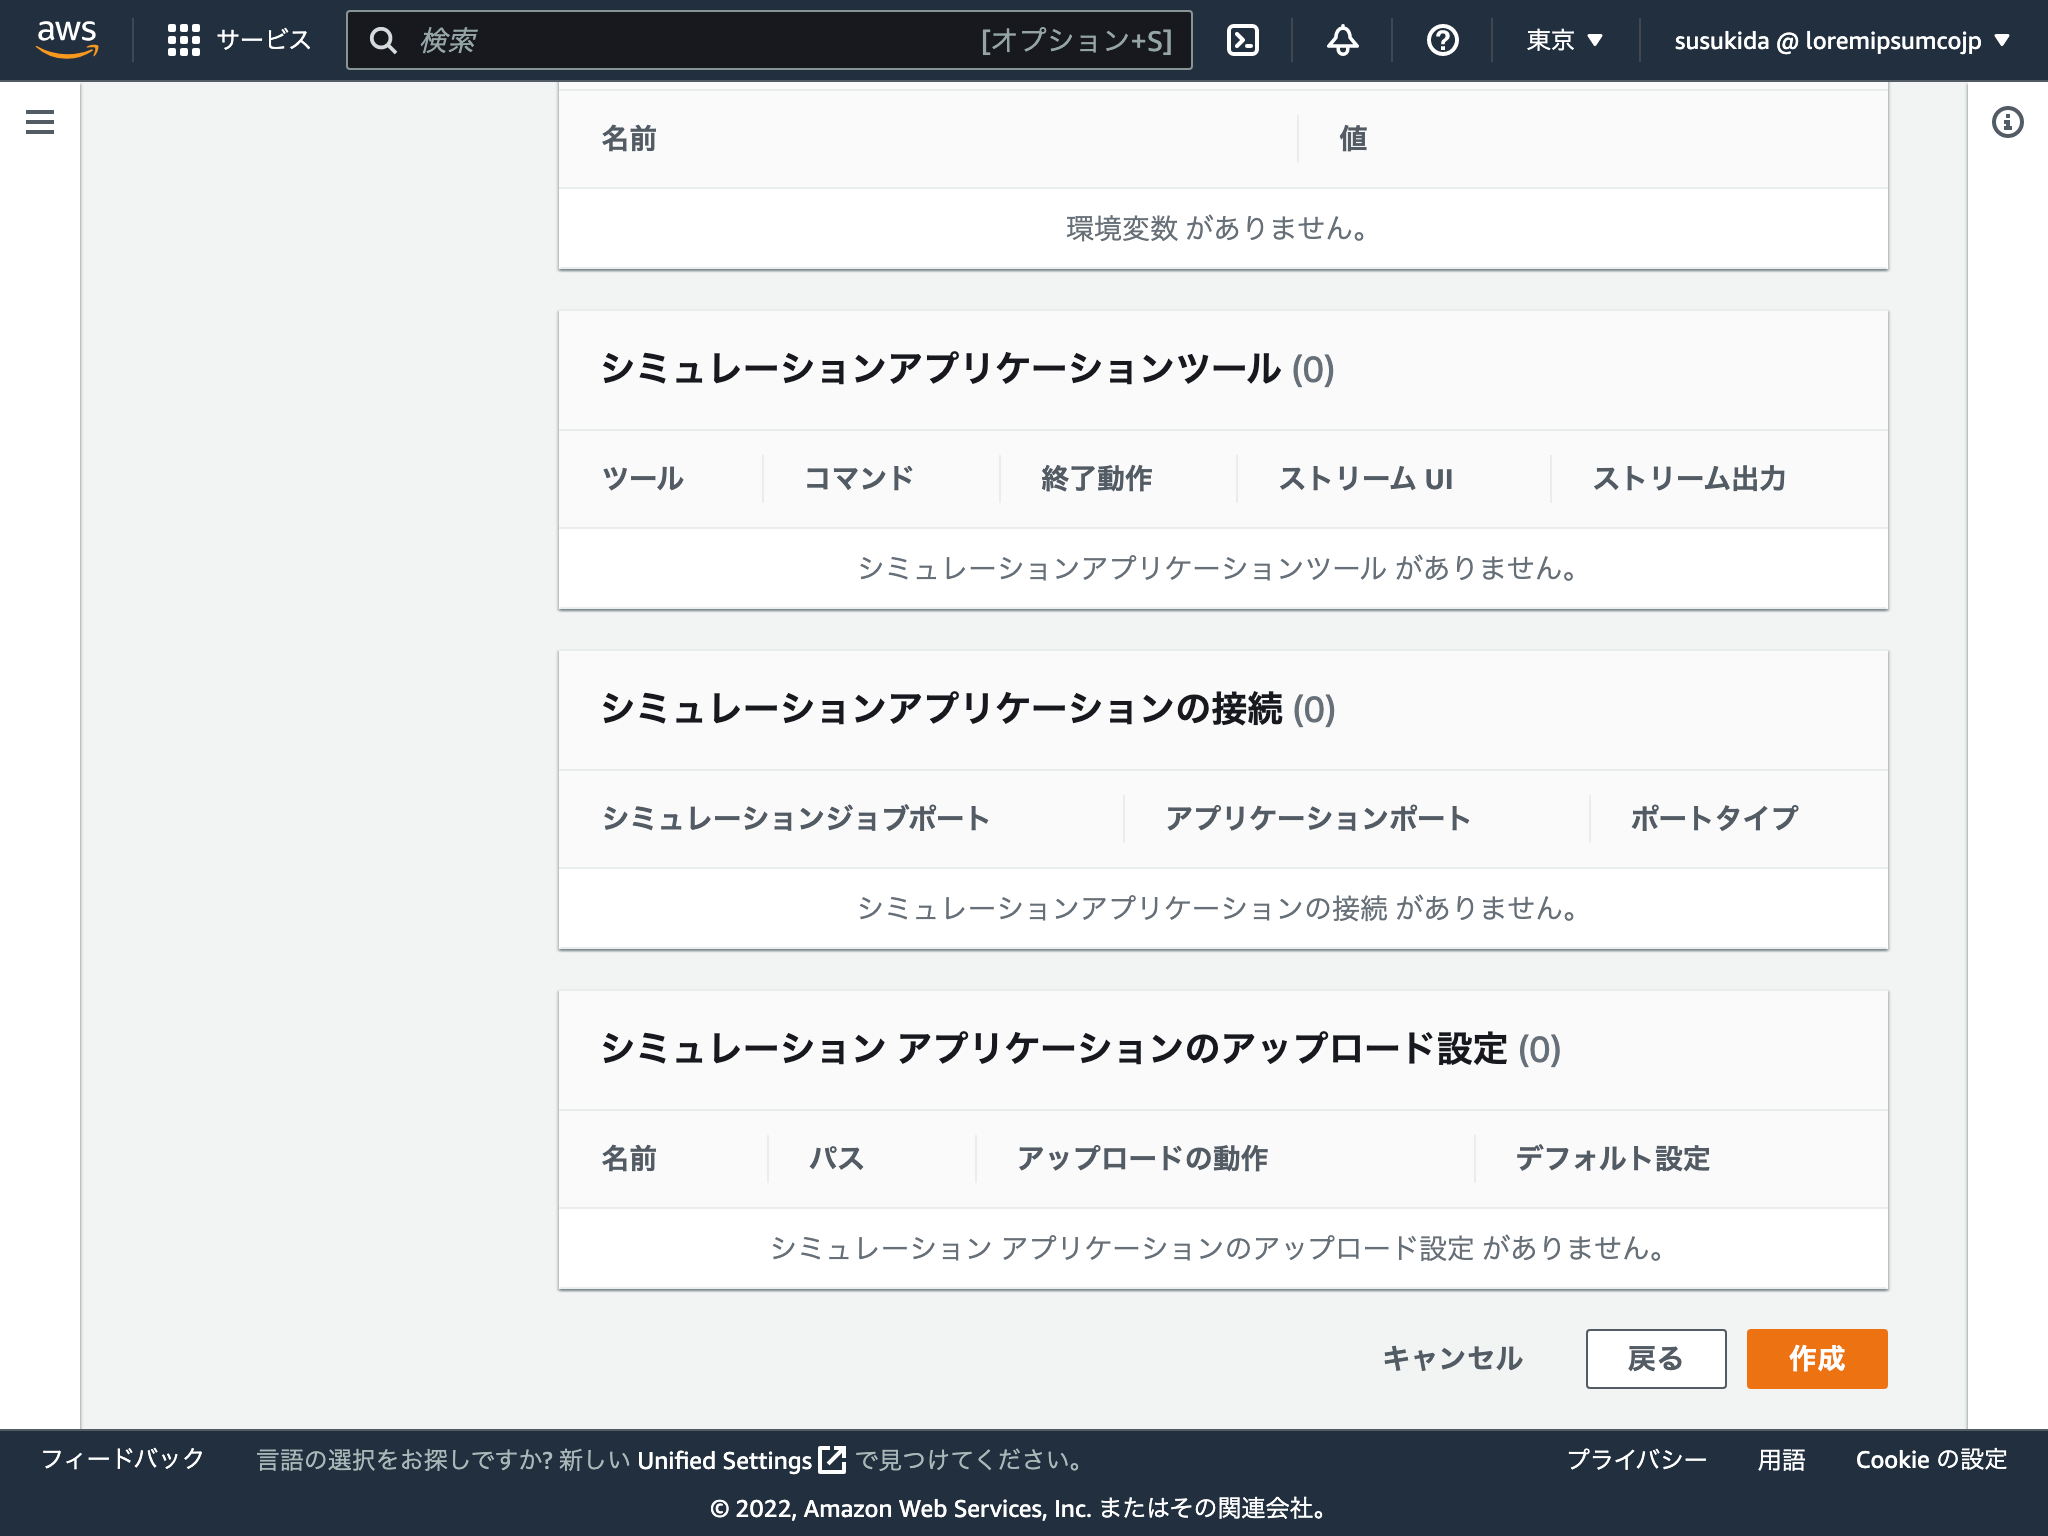 aws サービス 検索 [オプション+S] 東京 ▼ susukida @ loremipsumcojp ▼
名前 値
環境変数 がありません。
シミュレーションアプリケーションツール (0)
ツール コマンド 終了動作 ストリーム UI ストリーム出力
シミュレーションアプリケーションツール がありません。
シミュレーションアプリケーションの接続 (0)
シミュレーションジョブポート アプリケーションポート ポートタイプ
シミュレーションアプリケーションの接続 がありません。
シミュレーション アプリケーションのアップロード設定 (0)
名前 パス アップロードの動作 デフォルト設定
シミュレーション アプリケーションのアップロード設定 がありません。
キャンセル 戻る 作成
フィードバック 言語の選択をお探しですか? 新しい Unified Settings で見つけてください。 プライバシー 用語 Cookie の設定
© 2022, Amazon Web Services, Inc. またはその関連会社。